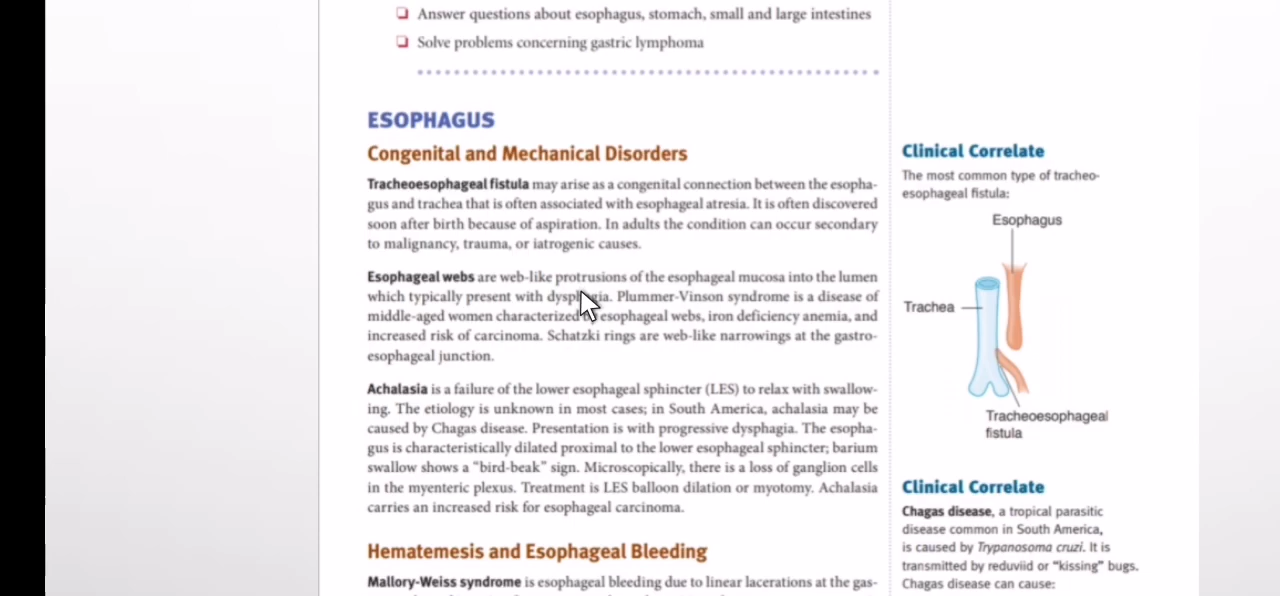 Answer questions about esophagus, stomach, small and large intestines
Solve problems concerning gastric lymphoma
ESOPHAGUS
Congenital and Mechanical Disorders
Tracheoesophageal fistula may arise as a congenital connection between the esopha-
gus and trachea that is often associated with esophageal atresia. It is often discovered
soon after birth because of aspiration. In adults the condition can occur secondary
to malignancy, trauma, or iatrogenic causes.
Esophageal webs are web-like protrusions of the esophageal mucosa into the lumen
which typically present with dysphagia. Plummer-Vinson syndrome is a disease of
middle-aged women characterized by esophageal webs, iron deficiency anemia, and
increased risk of carcinoma. Schatzki rings are web-like narrowings at the gastro-
esophageal junction.
Achalasia is a failure of the lower esophageal sphincter (LES) to relax with swallow-
ing. The etiology is unknown in most cases; in South America, achalasia may be
caused by Chagas disease. Presentation is with progressive dysphagia. The esopha-
gus is characteristically dilated proximal to the lower esophageal sphincter; barium
swallow shows a “bird-beak” sign. Microscopically, there is a loss of ganglion cells
in the myenteric plexus. Treatment is LES balloon dilation or myotomy. Achalasia
carries an increased risk for esophageal carcinoma.
Hematemesis and Esophageal Bleeding
Mallory-Weiss syndrome is esophageal bleeding due to linear lacerations at the gas-
Clinical Correlate
The most common type of tracheo-
esophageal fistula:
Esophagus
Trachea
Tracheoesophageal
fistula
Clinical Correlate
Chagas disease, a tropical parasitic
disease common in South America,
is caused by Trypanosoma cruzi. It is
transmitted by reduviid or “kissing” bugs.
Chagas disease can cause: